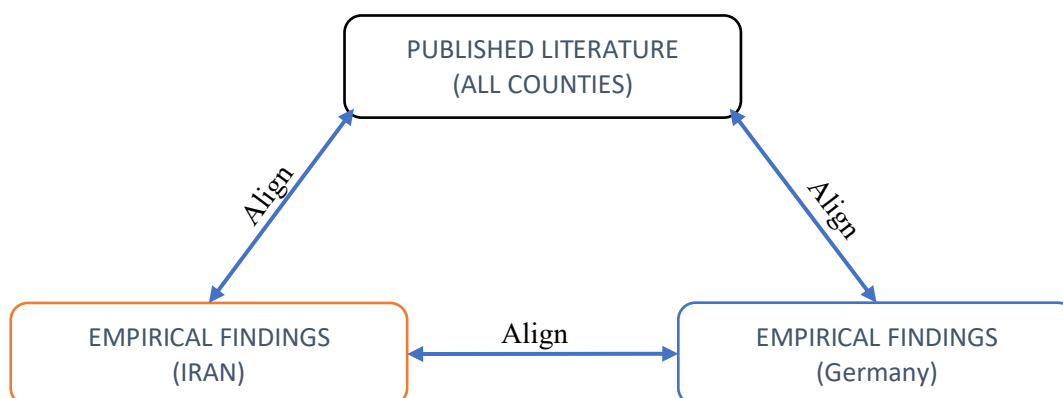 PUBLISHED LITERATURE
(ALL COUNTIES)
Align
Align
EMPIRICAL FINDINGS
(IRAN)
Align
EMPIRICAL FINDINGS
(Germany)